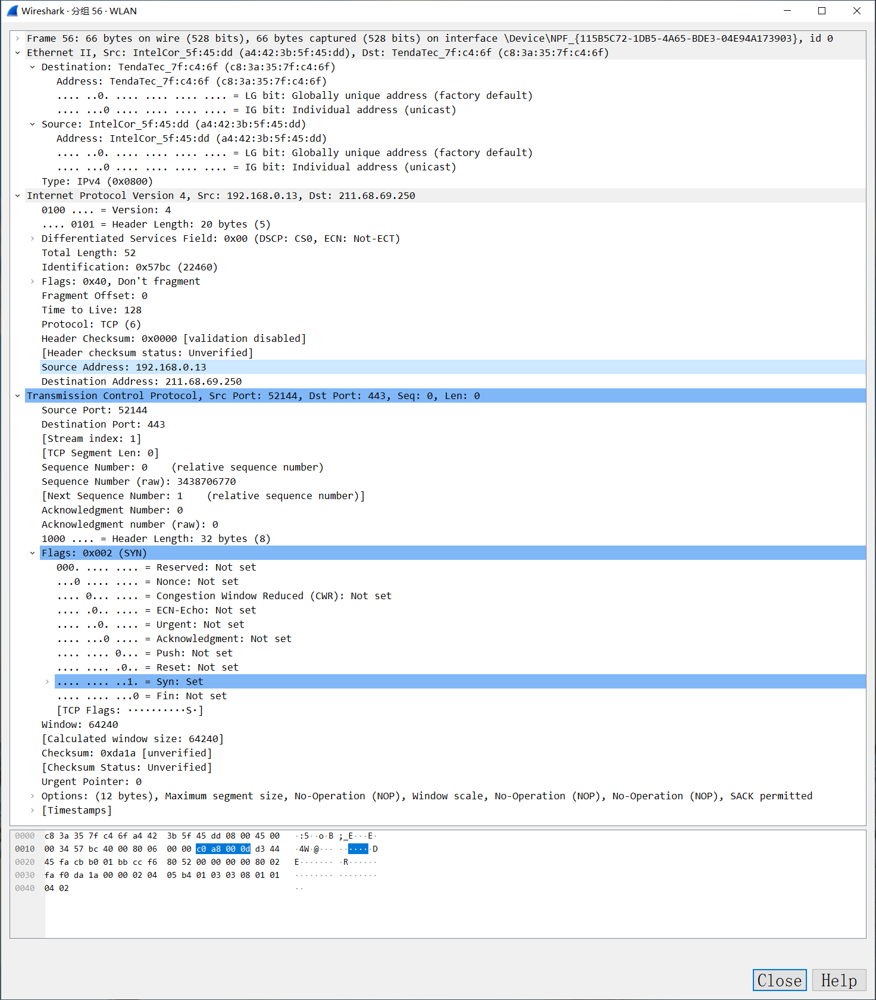 Wireshark · 分组 56 · WLAN
Frame 56: 66 bytes on wire (528 bits), 66 bytes captured (528 bits) on interface \Device\NPF_{115B5C72-1DB5-4A65-BDE3-04E94A173903}, id 0
Ethernet II, Src: IntelCor_5f:45:dd (a4:42:3b:5f:45:dd), Dst: TendaTec_7f:c4:6f (c8:3a:35:7f:c4:6f)
Destination: TendaTec_7f:c4:6f (c8:3a:35:7f:c4:6f)
Address: TendaTec_7f:c4:6f (c8:3a:35:7f:c4:6f)
.... ..0. .... .... .... .... = LG bit: Globally unique address (factory default)
.... ...0 .... .... .... .... = IG bit: Individual address (unicast)
Source: IntelCor_5f:45:dd (a4:42:3b:5f:45:dd)
Address: IntelCor_5f:45:dd (a4:42:3b:5f:45:dd)
.... ..0. .... .... .... .... = LG bit: Globally unique address (factory default)
.... ...0 .... .... .... .... = IG bit: Individual address (unicast)
Type: IPv4 (0x0800)
Internet Protocol Version 4, Src: 192.168.0.13, Dst: 211.68.69.250
0100 .... = Version: 4
.... 0101 = Header Length: 20 bytes (5)
Differentiated Services Field: 0x00 (DSCP: CS0, ECN: Not-ECT)
Total Length: 52
Identification: 0x57bc (22460)
Flags: 0x40, Don't fragment
Fragment Offset: 0
Time to Live: 128
Protocol: TCP (6)
Header Checksum: 0x0000 [validation disabled]
[Header checksum status: Unverified]
Source Address: 192.168.0.13
Destination Address: 211.68.69.250
Transmission Control Protocol, Src Port: 52144, Dst Port: 443, Seq: 0, Len: 0
Source Port: 52144
Destination Port: 443
[Stream index: 1]
[TCP Segment Len: 0]
Sequence Number: 0    (relative sequence number)
Sequence Number (raw): 3438706770
[Next Sequence Number: 1    (relative sequence number)]
Acknowledgment Number: 0
Acknowledgment number (raw): 0
1000 .... = Header Length: 32 bytes (8)
Flags: 0x002 (SYN)
000. .... .... = Reserved: Not set
...0 .... .... = Nonce: Not set
.... 0... .... = Congestion Window Reduced (CWR): Not set
.... .0.. .... = ECN-Echo: Not set
.... ..0. .... = Urgent: Not set
.... ...0 .... = Acknowledgment: Not set
.... .... 0... = Push: Not set
.... .... .0.. = Reset: Not set
.... .... ..1. = Syn: Set
.... .... ...0 = Fin: Not set
[TCP Flags: ··········S·]
Window: 64240
[Calculated window size: 64240]
Checksum: 0xda1a [unverified]
[Checksum Status: Unverified]
Urgent Pointer: 0
Options: (12 bytes), Maximum segment size, No-Operation (NOP), Window scale, No-Operation (NOP), No-Operation (NOP), SACK permitted
[Timestamps]
0000 c8 3a 35 7f c4 6f a4 42 3b 5f 45 dd 08 00 45 00 ·:5··o·B ;_E···E·
0010 00 34 57 bc 40 00 80 06 00 00 c0 a8 00 0d d3 44 ·4W·@··· ·······D
0020 45 fa cb b0 01 bb cc f6 80 52 00 00 00 00 80 02 E······· ·R······
0030 fa f0 da 1a 00 00 02 04 05 b4 01 03 03 08 01 01 ········ ········
0040 04 02 ··
Close Help